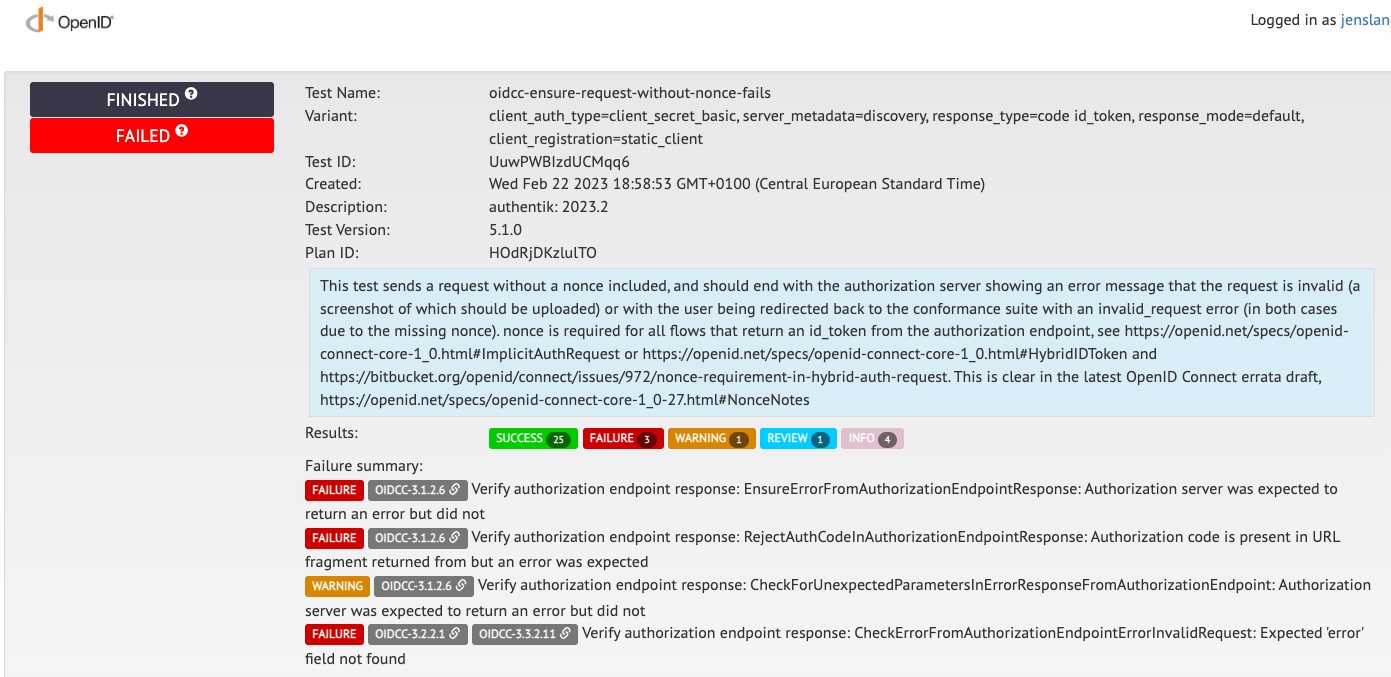 OpenID
Logged in as jenslan
FINISHED ?
FAILED ?
Test Name: oidcc-ensure-request-without-nonce-fails
Variant: client_auth_type=client_secret_basic, server_metadata=discovery, response_type=code id_token, response_mode=default,
client_registration=static_client
Test ID: UuwPWBIzdUCMqq6
Created: Wed Feb 22 2023 18:58:53 GMT+0100 (Central European Standard Time)
Description: authentik: 2023.2
Test Version: 5.1.0
Plan ID: HOdRjDKzlulTO
This test sends a request without a nonce included, and should end with the authorization server showing an error message that the request is invalid (a
screenshot of which should be uploaded) or with the user being redirected back to the conformance suite with an invalid_request error (in both cases
due to the missing nonce). nonce is required for all flows that return an id_token from the authorization endpoint, see https://openid.net/specs/openid-
connect-core-1_0.html#ImplicitAuthRequest or https://openid.net/specs/openid-connect-core-1_0.html#HybridIDToken and
https://bitbucket.org/openid/connect/issues/972/nonce-requirement-in-hybrid-auth-request. This is clear in the latest OpenID Connect errata draft,
https://openid.net/specs/openid-connect-core-1_0-27.html#NonceNotes
Results: SUCCESS 25 FAILURE 3 WARNING 1 REVIEW 1 INFO 4
Failure summary:
FAILURE OIDCC-3.1.2.6 Verify authorization endpoint response: EnsureErrorFromAuthorizationEndpointResponse: Authorization server was expected to
return an error but did not
FAILURE OIDCC-3.1.2.6 Verify authorization endpoint response: RejectAuthCodeInAuthorizationEndpointResponse: Authorization code is present in URL
fragment returned from but an error was expected
WARNING OIDCC-3.1.2.6 Verify authorization endpoint response: CheckForUnexpectedParametersInErrorResponseFromAuthorizationEndpoint: Authorization
server was expected to return an error but did not
FAILURE OIDCC-3.2.2.1 OIDCC-3.3.2.11 Verify authorization endpoint response: CheckErrorFromAuthorizationEndpointErrorInvalidRequest: Expected 'error'
field not found